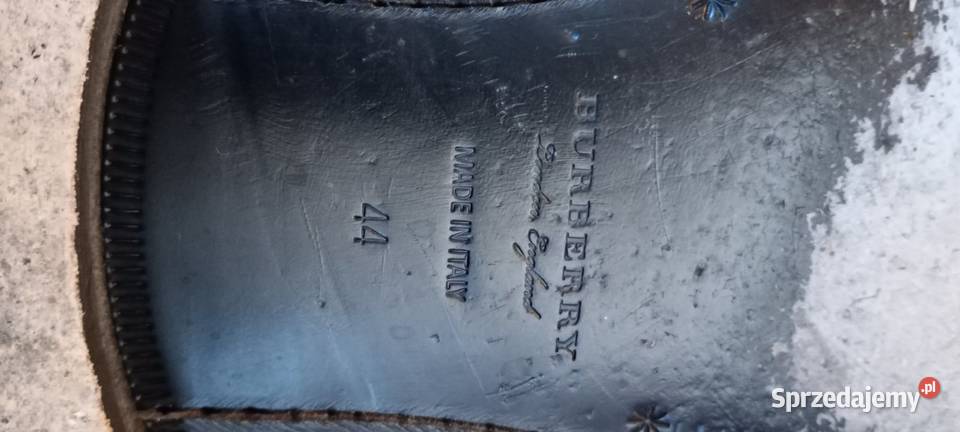 BURBERRY
London England
MADE IN ITALY
44
Sprzedajemy.pl